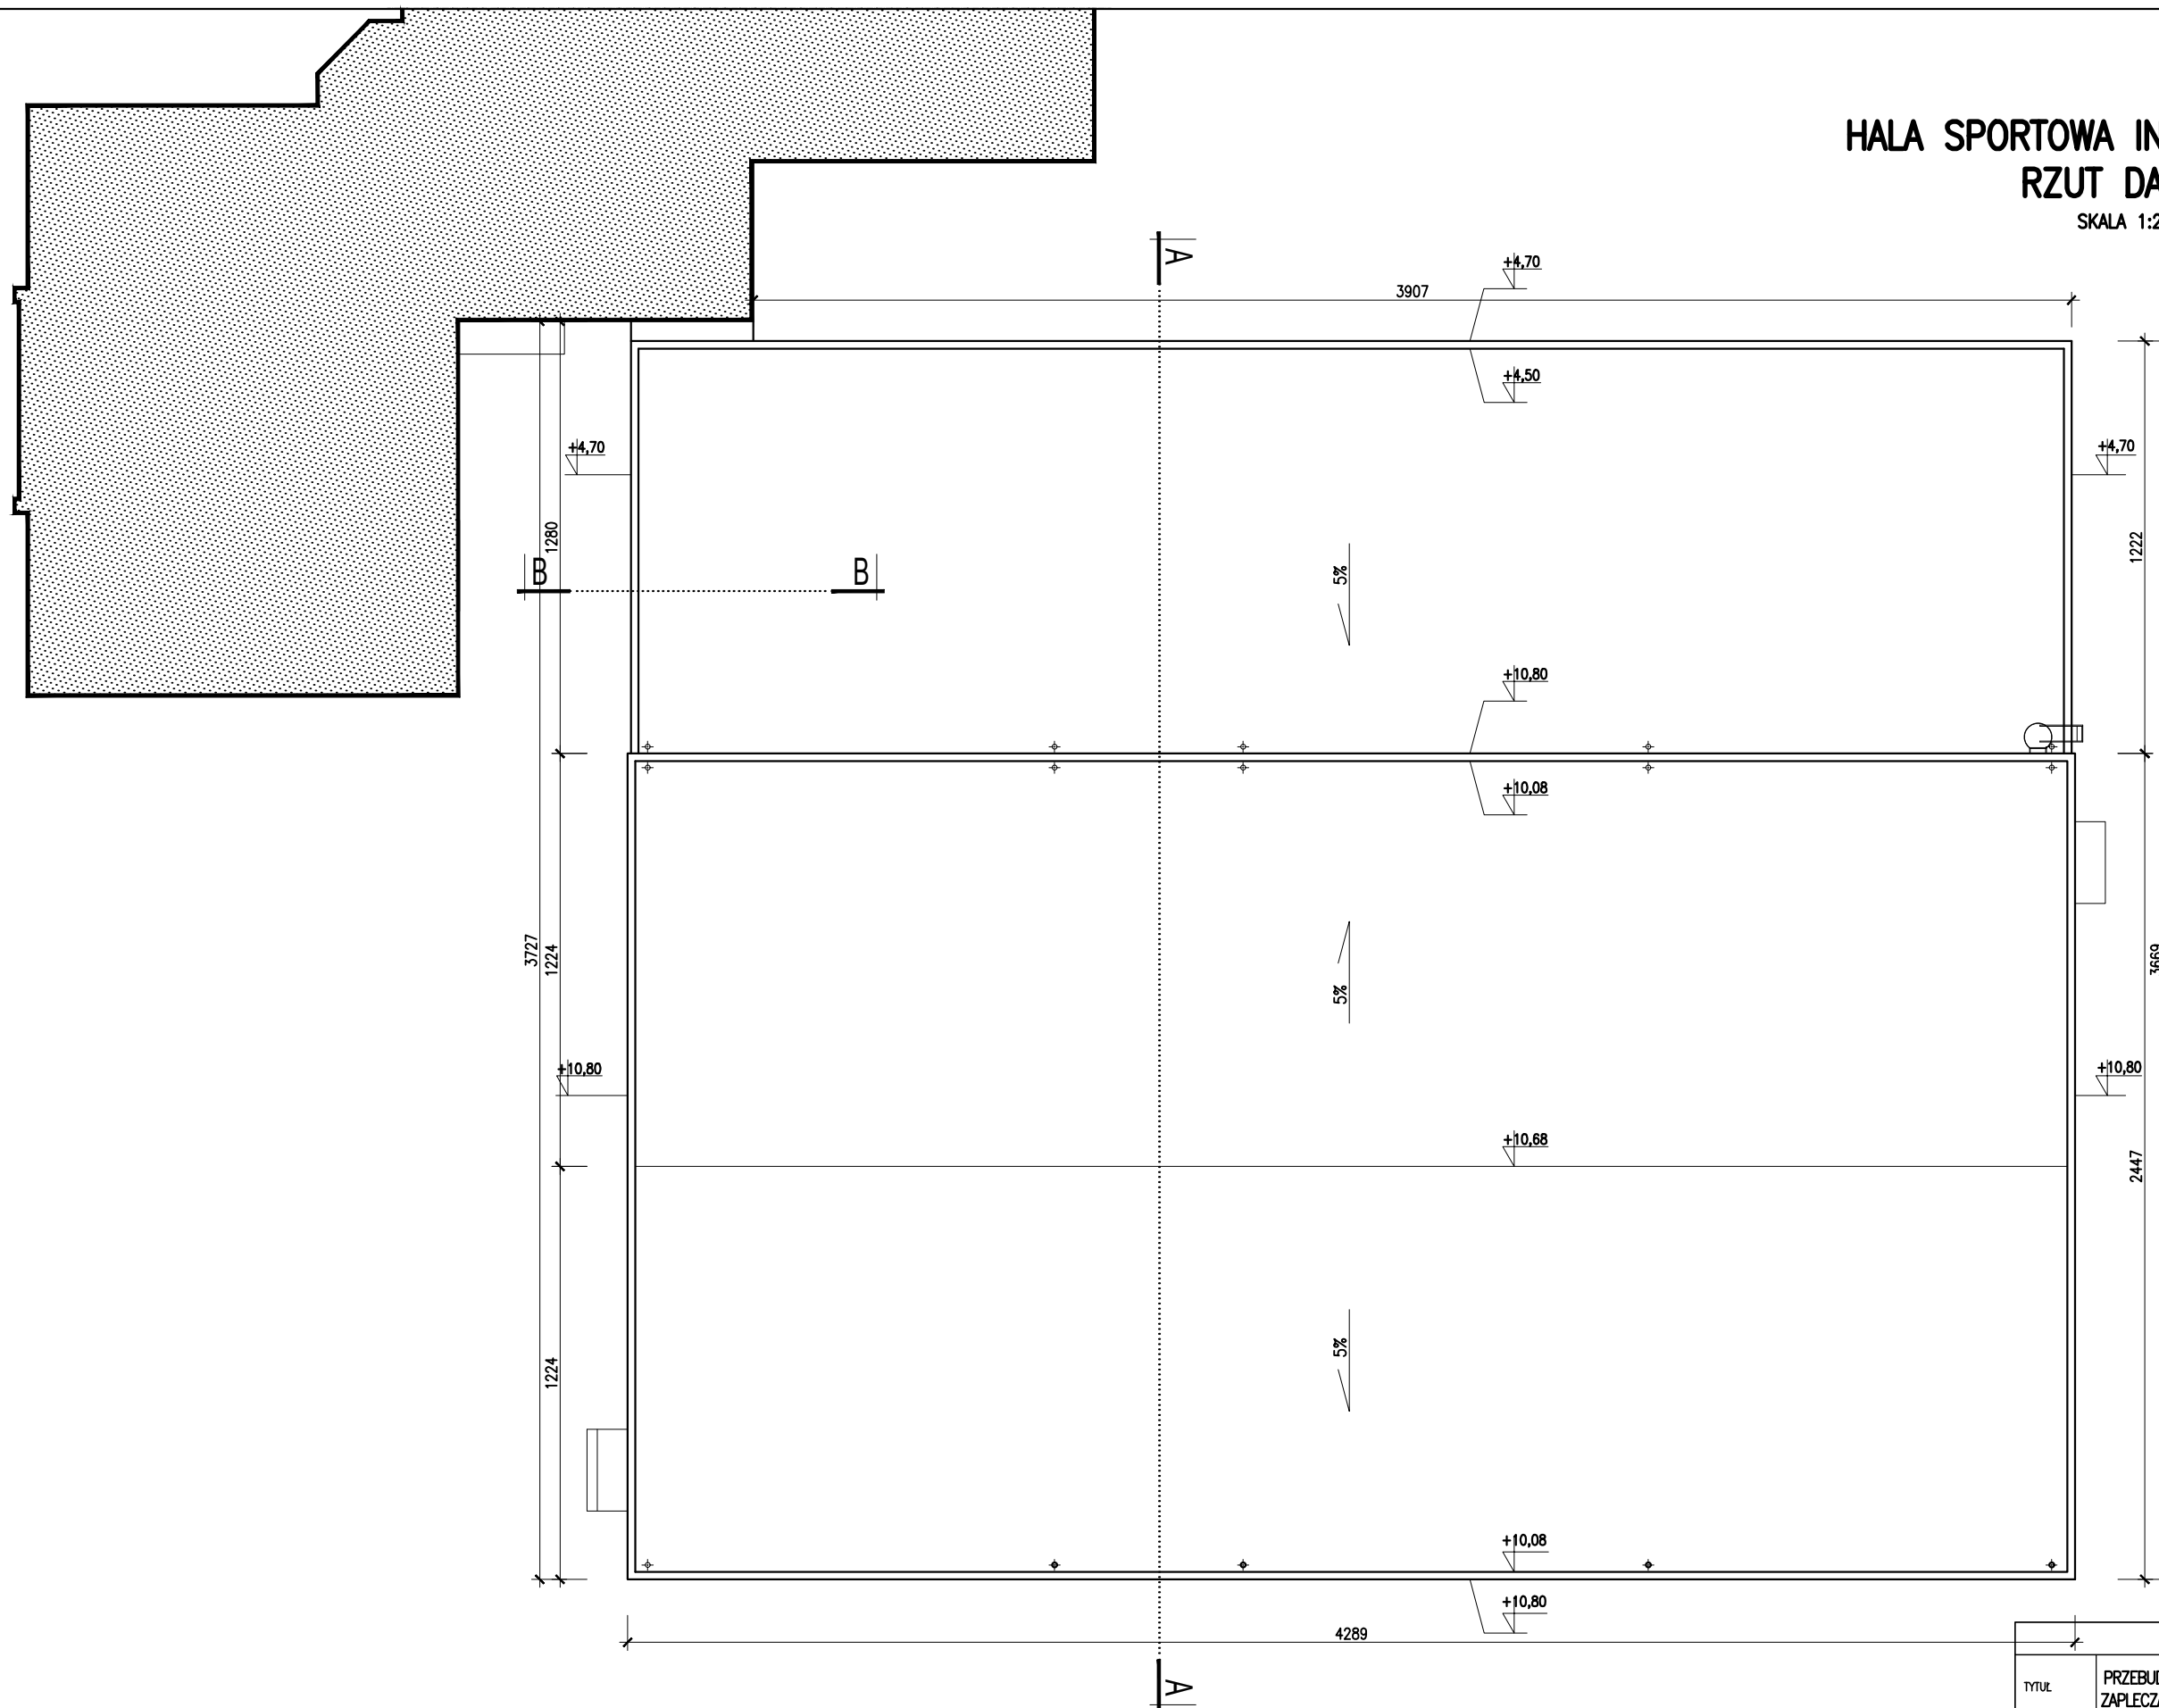 HALA SPORTOWA IN
RZUT DA
SKALA 1:2
A
+4,70
3907
+4,50
+4,70
+4,70
1280
1222
B
B
5%
+10,80
+10,08
3727
1224
3669
5%
+10,80
+10,80
+10,68
2447
1224
5%
+10,08
+10,80
4289
A
TYTUŁ
PRZEBUD
ZAPLECZA